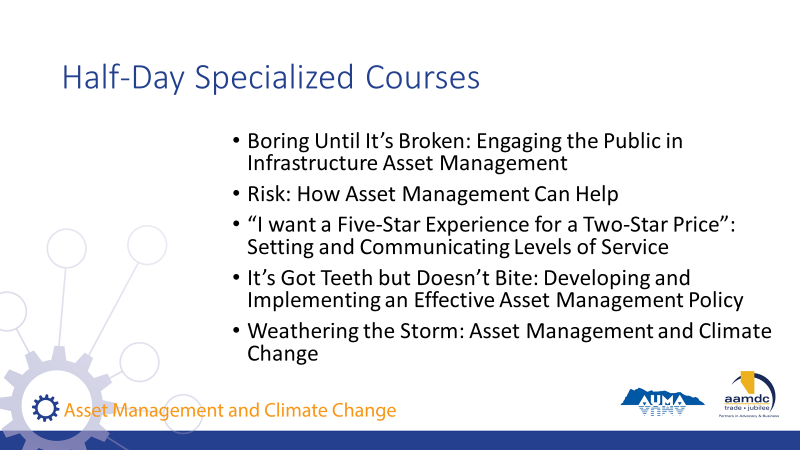 Half-Day Specialized Courses
• Boring Until It’s Broken: Engaging the Public in
Infrastructure Asset Management
• Risk: How Asset Management Can Help
• “I want a Five-Star Experience for a Two-Star Price”:
Setting and Communicating Levels of Service
• It’s Got Teeth but Doesn’t Bite: Developing and
Implementing an Effective Asset Management Policy
• Weathering the Storm: Asset Management and Climate
Change
Asset Management and Climate Change
AUMA
aamdc
trade • jubilee
Partners in Advocacy & Business